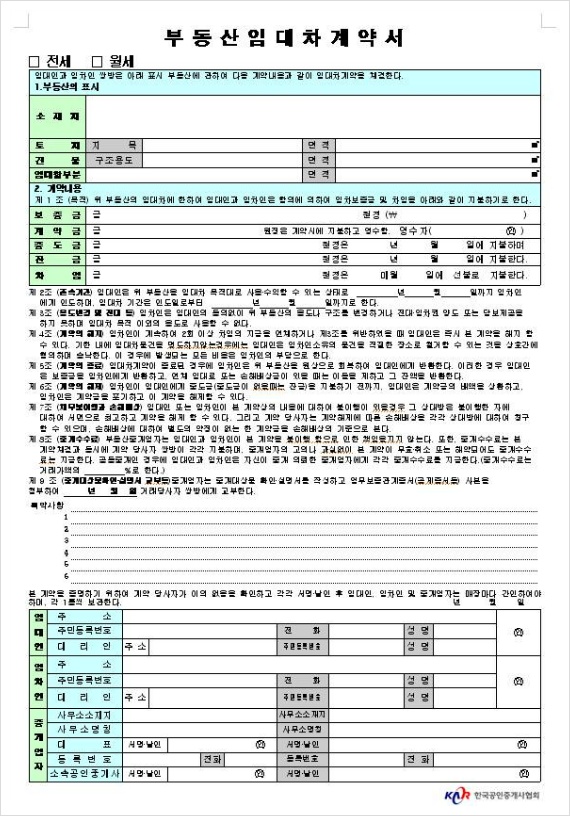 부동산임대차계약서
□ 전세 □ 월세
임대인과 임차인 쌍방은 아래 표시 부동산에 관하여 다음 계약내용과 같이 임대차계약을 체결한다.
1.부동산의 표시
소 재 지
토 지 지 목 면 적 ㎡
건 물 구조용도 면 적 ㎡
임대할부분 면 적 ㎡
2. 계약내용
제 1 조 (목적) 위 부동산의 임대차에 한하여 임대인과 임차인은 합의에 의하여 임차보증금 및 차임을 아래와 같이 지불하기로 한다.
보 증 금 금 원정 (₩ )
계 약 금 금 원정은 계약시에 지불하고 영수함. 영수자( ㊞ )
중 도 금 금 원정은 년 월 일에 지불하며
잔 금 금 원정은 년 월 일에 지불한다.
차 임 금 원정은 매월 일에 선불로 지불한다.
제 2조 (존속기간) 임대인은 위 부동산을 임대차 목적대로 사용·수익할 수 있는 상태로 년 월 일까지 임차인
에게 인도하며, 임대차 기간은 인도일로부터 년 월 일까지로 한다.
제 3조 (용도변경 및 전대 등) 임차인은 임대인의 동의없이 위 부동산의 용도나 구조를 변경하거나 전대·임차권 양도 또는 담보제공을
하지 못하며 임대차 목적 이외의 용도로 사용할 수 없다.
제 4조 (계약의 해지) 임차인이 계속하여 2회 이상 차임의 지급을 연체하거나 제3조를 위반하였을 때 임대인은 즉시 본 계약을 해지 할
수 있다. 기한 내에 임대차물건을 명도하지않는경우에는 임대인은 임차인소유의 물건을 적절한 장소로 철거할 수 있는 것을 상호간에
협의하며 승낙한다. 이 경우에 발생되는 모든 비용은 임차인의 부담으로 한다.
제 5조 (계약의 종료) 임대차계약이 종료된 경우에 임차인은 위 부동산을 원상으로 회복하여 임대인에게 반환한다. 이러한 경우 임대인
은 보증금을 임차인에게 반환하고, 연체 임대료 또는 손해배상금이 있을 때는 이들을 제하고 그 잔액을 반환한다.
제 6조 (계약의 해제) 임차인이 임대인에게 중도금(중도금이 없을때는 잔금)을 지불하기 전까지, 임대인은 계약금의 배액을 상환하고,
임차인은 계약금을 포기하고 이 계약을 해제할 수 있다.
제 7조 (채무불이행과 손해배상) 임대인 또는 임차인이 본 계약상의 내용에 대하여 불이행이 있을경우 그 상대방은 불이행한 자에
대하여 서면으로 최고하고 계약을 해제 할 수 있다. 그리고 계약 당사자는 계약해제에 따른 손해배상을 각각 상대방에 대하여 청구
할 수 있으며, 손해배상에 대하여 별도의 약정이 없는 한 계약금을 손해배상의 기준으로 본다.
제 8조 (중개수수료) 부동산중개업자는 임대인과 임차인이 본 계약을 불이행 함으로 인한 책임을지지 않는다. 또한, 중개수수료는 본
계약체결과 동시에 계약 당사자 쌍방이 각각 지불하며, 중개업자의 고의나 과실없이 본 계약이 무효·취소 또는 해약되어도 중개수수
료는 지급한다. 공동중개인 경우에 임대인과 임차인은 자신이 중개 의뢰한 중개업자에게 각각 중개수수료를 지급한다.(중개수수료는
거래가액의 %로 한다.)
제 9 조 (중개대상물확인·설명서 교부등)중개업자는 중개대상물 확인·설명서를 작성하고 업무보증관계증서(공제증서등) 사본을
첨부하여 년 월 일 거래당사자 쌍방에게 교부한다.
특약사항
1
2
3
4
5
6
본 계약을 증명하기 위하여 계약 당사자가 이의 없음을 확인하고 각각 서명·날인 후 임대인, 임차인 및 중개업자는 매장마다 간인하여야
하며, 각 1통씩 보관한다. 년 월 일
임대인
주 소
주민등록번호 전 화 성 명 ㊞
대 리 인 주 소 주민등록번호 성 명
임차인
주 소
주민등록번호 전 화 성 명 ㊞
대 리 인 주 소 주민등록번호 성 명
중개업자
사무소소재지 사무소소재지
사무소명칭 사무소명칭
대 표 서명·날인 ㊞ 서명·날인 ㊞
등 록 번 호 전화 등록번호 전 화
소속공인중개사 서명·날인 ㊞ 서명·날인 ㊞
KAR 한국공인중개사협회